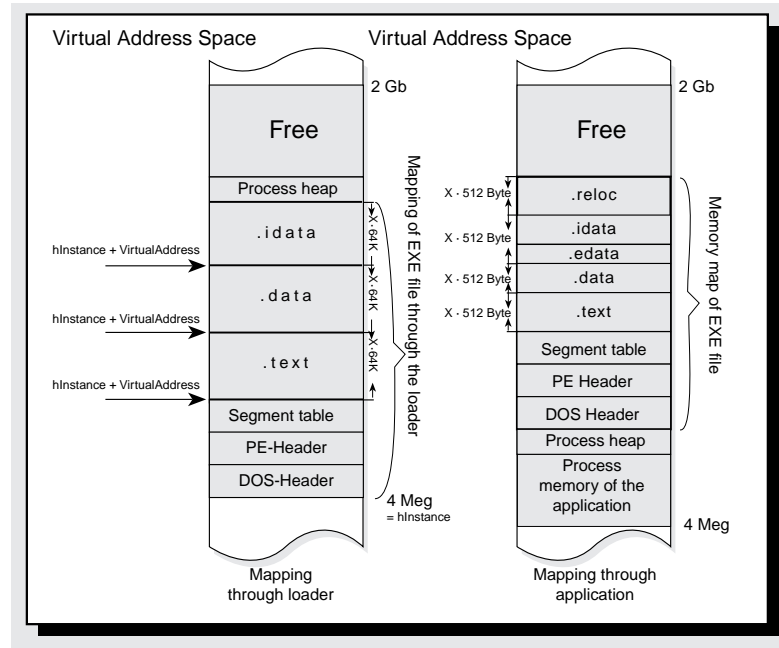 Virtual Address Space
2 Gb
Free
Process heap
.idata
X·64K
hInstance + VirtualAddress
.data
X·64K
hInstance + VirtualAddress
.text
X·64K
hInstance + VirtualAddress
Segment table
PE-Header
DOS-Header
4 Meg
= hInstance
Mapping of EXE file through the loader
Mapping
through loader
Virtual Address Space
2 Gb
Free
X · 512 Byte
.reloc
.idata
X · 512 Byte
.edata
X · 512 Byte
.data
X · 512 Byte
.text
Segment table
PE Header
DOS Header
Process heap
Process
memory of the
application
4 Meg
Memory map of EXE file
Mapping through
application